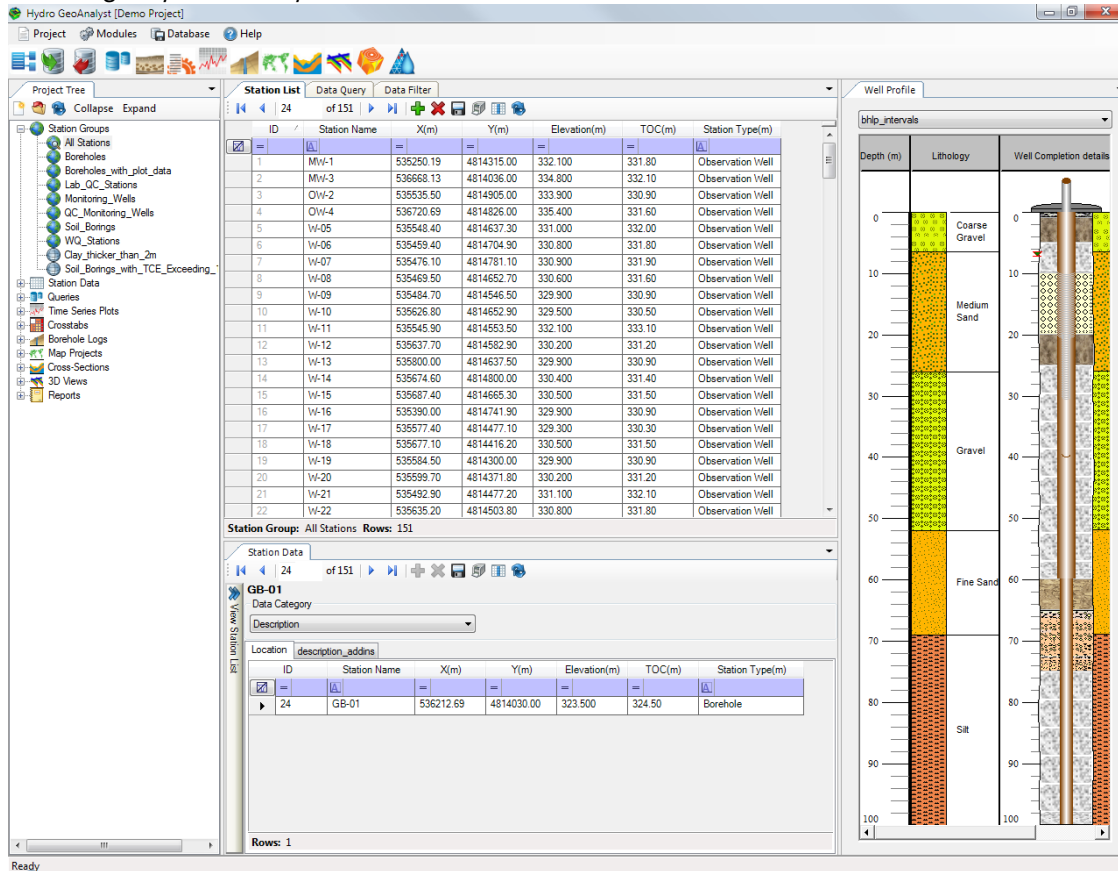 Hydro GeoAnalyst [Demo Project]
Project Modules Database Help
Project Tree
Collapse Expand
Station Groups
All Stations
Boreholes
Boreholes_with_plot_data
Lab_QC_Stations
Monitoring_Wells
QC_Monitoring_Wells
Soil_Borings
WQ_Stations
Clay_thicker_than_2m
Soil_Borings_with_TCE_Exceeding_
Station Data
Queries
Time Series Plots
Crosstabs
Borehole Logs
Map Projects
Cross-Sections
3D Views
Reports
Station List Data Query Data Filter
24 of 151
ID Station Name X(m) Y(m) Elevation(m) TOC(m) Station Type(m)
= A = = = = A
1 MW-1 535250.19 4814315.00 332.100 331.80 Observation Well
2 MW-3 536668.13 4814036.00 334.800 332.10 Observation Well
3 OW-2 535535.50 4814905.00 333.900 330.90 Observation Well
4 OW-4 536720.69 4814826.00 335.400 331.60 Observation Well
5 W-05 535548.40 4814637.30 331.000 332.00 Observation Well
6 W-06 535459.40 4814704.90 330.800 331.80 Observation Well
7 W-07 535476.10 4814781.10 330.900 331.90 Observation Well
8 W-08 535469.50 4814652.70 330.600 331.60 Observation Well
9 W-09 535484.70 4814546.50 329.900 330.90 Observation Well
10 W-10 535626.80 4814652.90 329.500 330.50 Observation Well
11 W-11 535545.90 4814553.50 332.100 333.10 Observation Well
12 W-12 535637.70 4814582.90 330.200 331.20 Observation Well
13 W-13 535800.00 4814637.50 329.900 330.90 Observation Well
14 W-14 535674.60 4814800.00 330.400 331.40 Observation Well
15 W-15 535687.40 4814665.30 330.500 331.50 Observation Well
16 W-16 535390.00 4814741.90 329.900 330.90 Observation Well
17 W-17 535577.40 4814477.10 329.300 330.30 Observation Well
18 W-18 535677.10 4814416.20 330.500 331.50 Observation Well
19 W-19 535584.50 4814300.00 329.900 330.90 Observation Well
20 W-20 535599.70 4814371.80 330.200 331.20 Observation Well
21 W-21 535492.90 4814477.20 331.100 332.10 Observation Well
22 W-22 535635.20 4814503.80 330.800 331.80 Observation Well
Station Group: All Stations Rows: 151
Station Data
24 of 151
View Station List
GB-01
Data Category
Description
Location description_addins
ID Station Name X(m) Y(m) Elevation(m) TOC(m) Station Type(m)
= A = = = = A
24 GB-01 536212.69 4814030.00 323.500 324.50 Borehole
Rows: 1
Well Profile
bhlp_intervals
Depth (m) Lithology Well Completion details
0 Coarse Gravel 0
10 10
Medium Sand
20 20
30 30
Gravel
40 40
50 50
60 Fine Sand 60
70 70
80 80
Silt
90 90
100 100
Ready